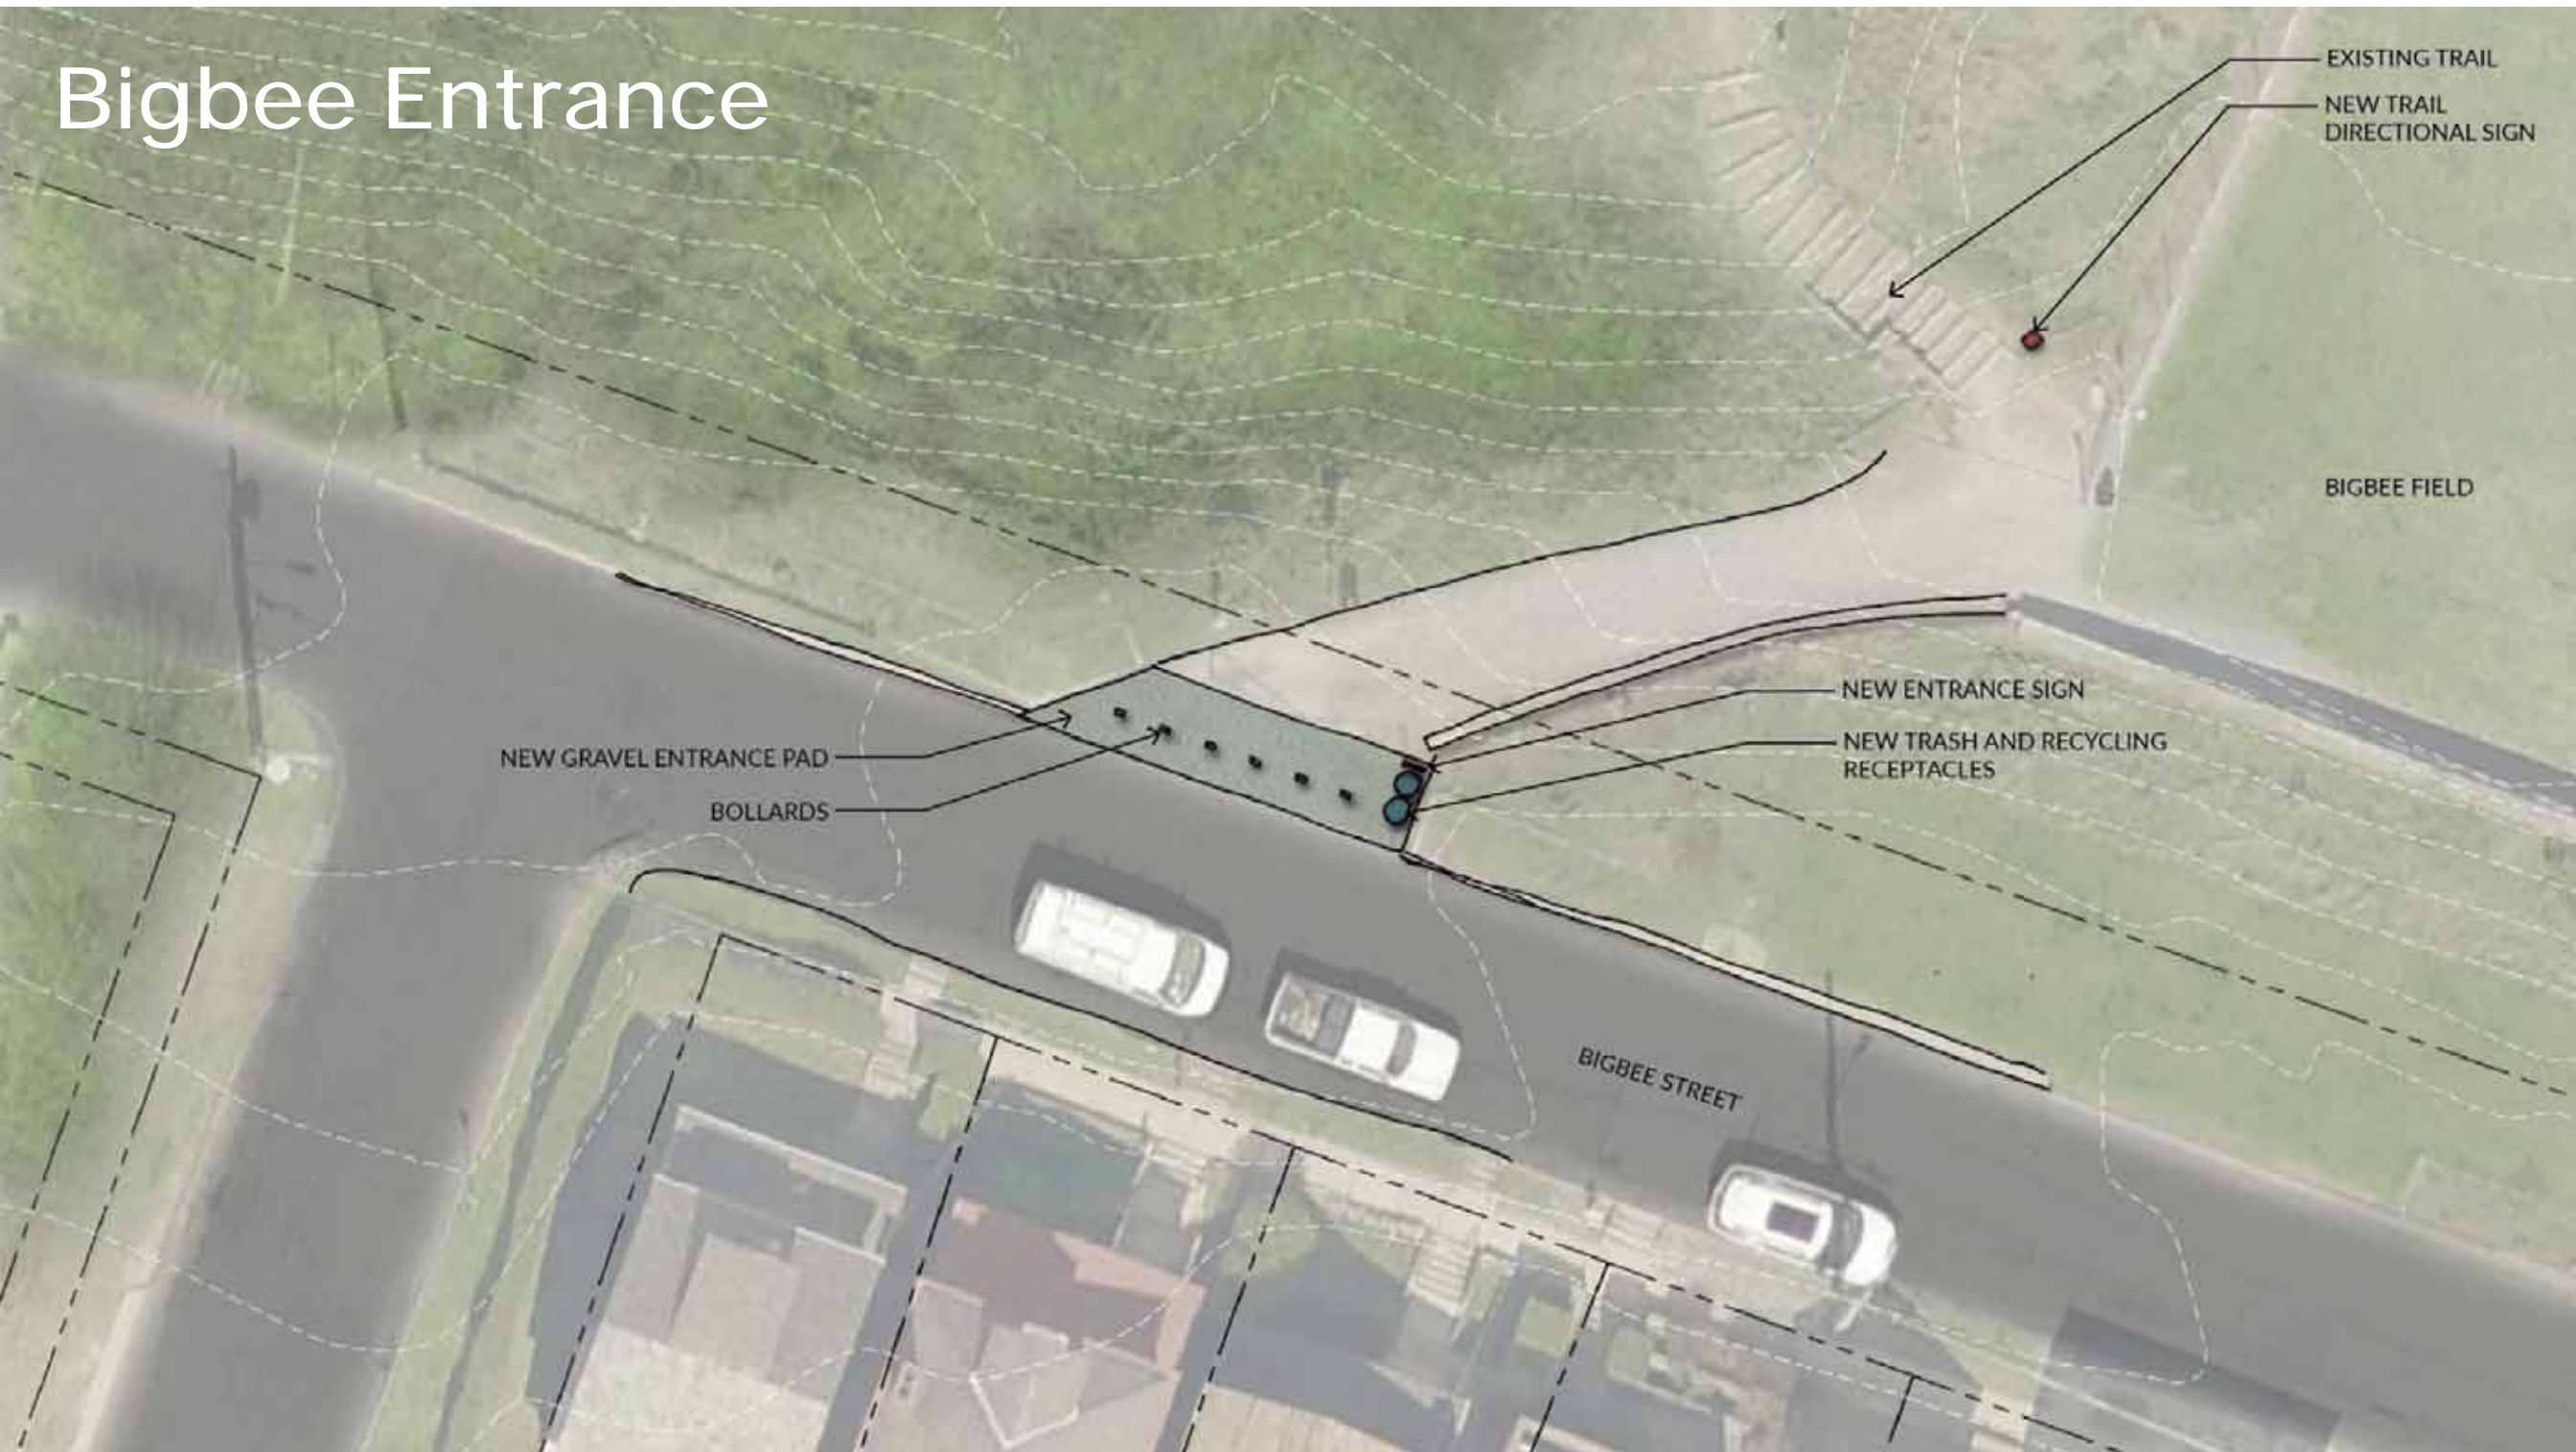 Bigbee Entrance
EXISTING TRAIL
NEW TRAIL
DIRECTIONAL SIGN
BIGBEE FIELD
NEW ENTRANCE SIGN
NEW TRASH AND RECYCLING
RECEPTACLES
NEW GRAVEL ENTRANCE PAD
BOLLARDS
BIGBEE STREET